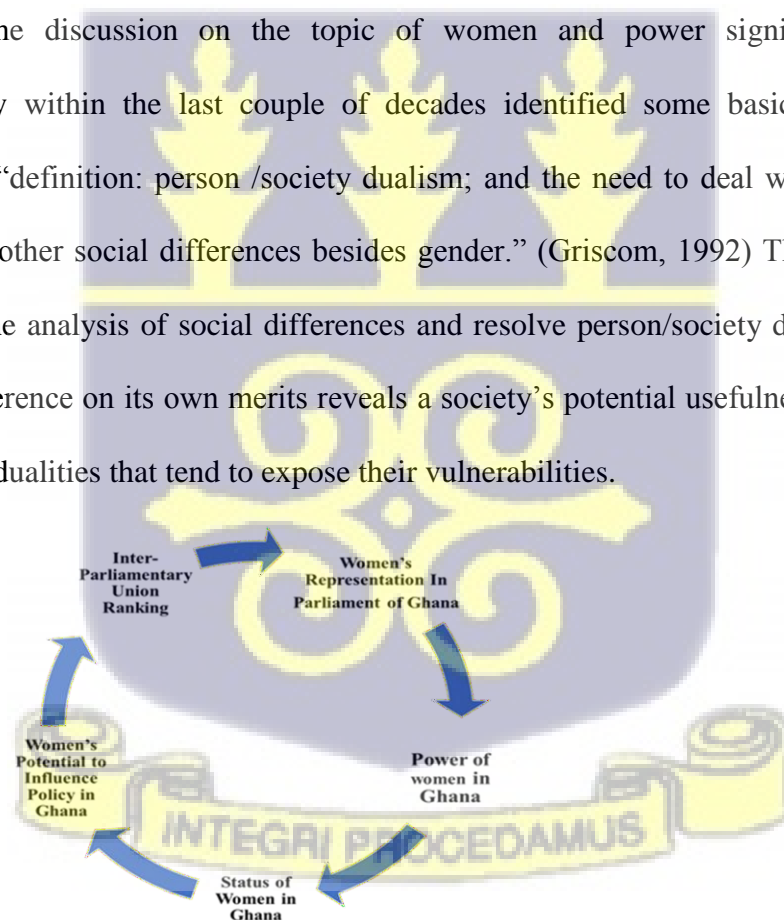 ne discussion on the topic of women and power signi
y within the last couple of decades identified some basic
“definition: person /society dualism; and the need to deal w
other social differences besides gender.” (Griscom, 1992) T
e analysis of social differences and resolve person/society d
erence on its own merits reveals a society’s potential usefulne
dualities that tend to expose their vulnerabilities.
Inter-
Parliamentary
Union
Ranking
Women’s
Representation In
Parliament of Ghana
Power of
women in
Ghana
Status of
Women in
Ghana
Women’s
Potential to
Influence
Policy in
Ghana
INTEGRI PROCEDAMUS